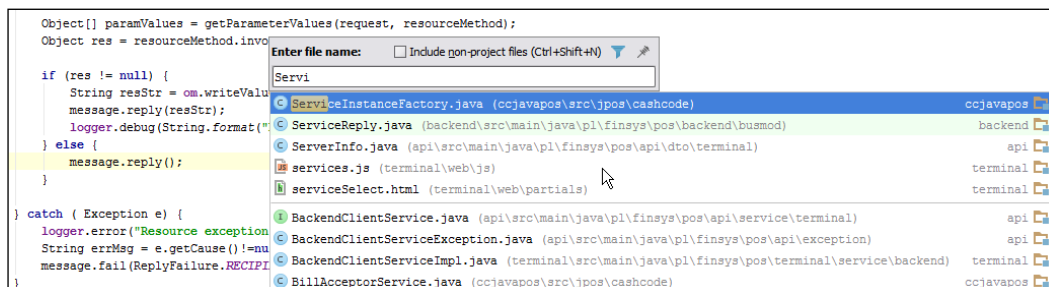 Object[] paramValues = getParameterValues(request, resourceMethod);
Object res = resourceMethod.invo
Enter file name: Include non-project files (Ctrl+Shift+N)
Servi
if (res != null) {
String resStr = om.writeValu
message.reply(resStr);
logger.debug(String.format("
} else {
message.reply();
}
} catch ( Exception e) {
logger.error("Resource exception
String errMsg = e.getCause()!=nu
message.fail(ReplyFailure.RECIPI
}
ServiceInstanceFactory.java (ccjavapos\src\jpos\cashcode) ccjavapos
ServiceReply.java (backend\src\main\java\pl\finsys\pos\backend\busmod) backend
ServerInfo.java (api\src\main\java\pl\finsys\pos\api\dto\terminal) api
services.js (terminal\web\js) terminal
serviceSelect.html (terminal\web\partials) terminal
BackendClientService.java (api\src\main\java\pl\finsys\pos\api\service\terminal) api
BackendClientServiceException.java (api\src\main\java\pl\finsys\pos\api\exception) api
BackendClientServiceImpl.java (terminal\src\main\java\pl\finsys\pos\terminal\service\backend) terminal
BillAcceptorService.java (ccjavapos\src\jpos\cashcode) ccjavapos